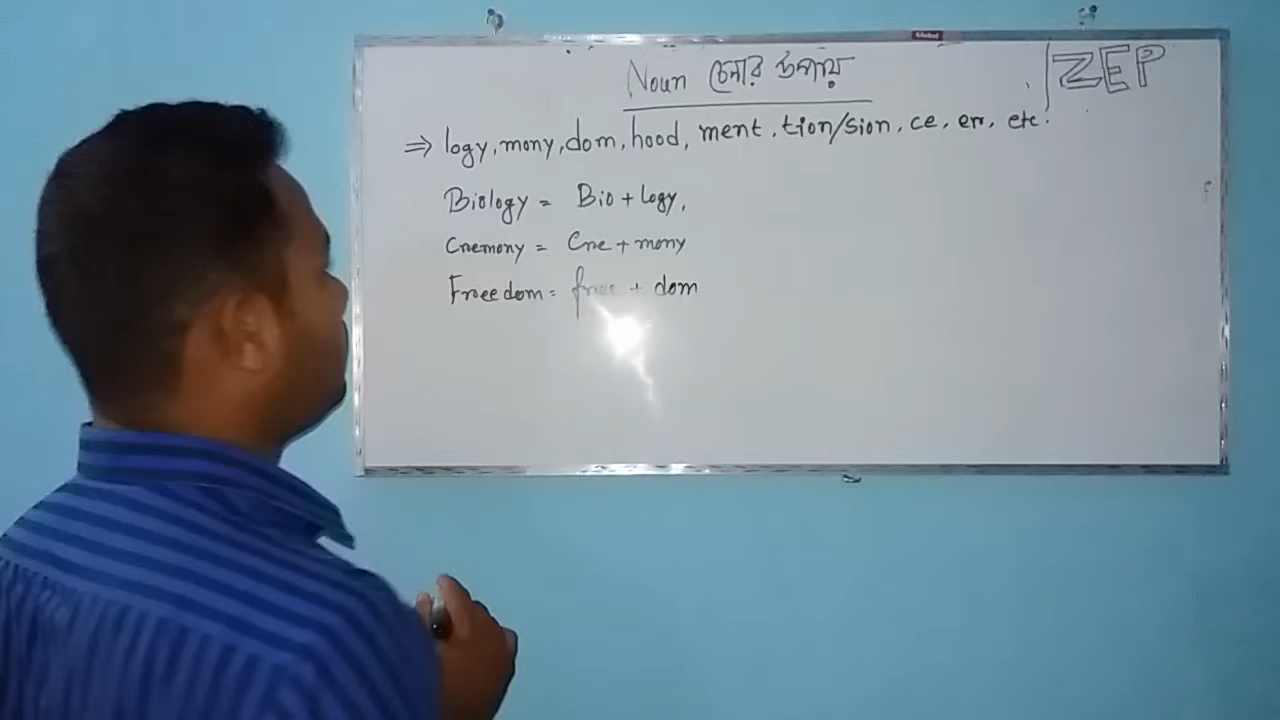 Noun চেনার উপায়
ZEP
⇒ logy, mony, dom, hood, ment, tion/sion, ce, er, etc.
Biology = Bio + logy,
Cremony = Cre + mony
Freedom = free + dom